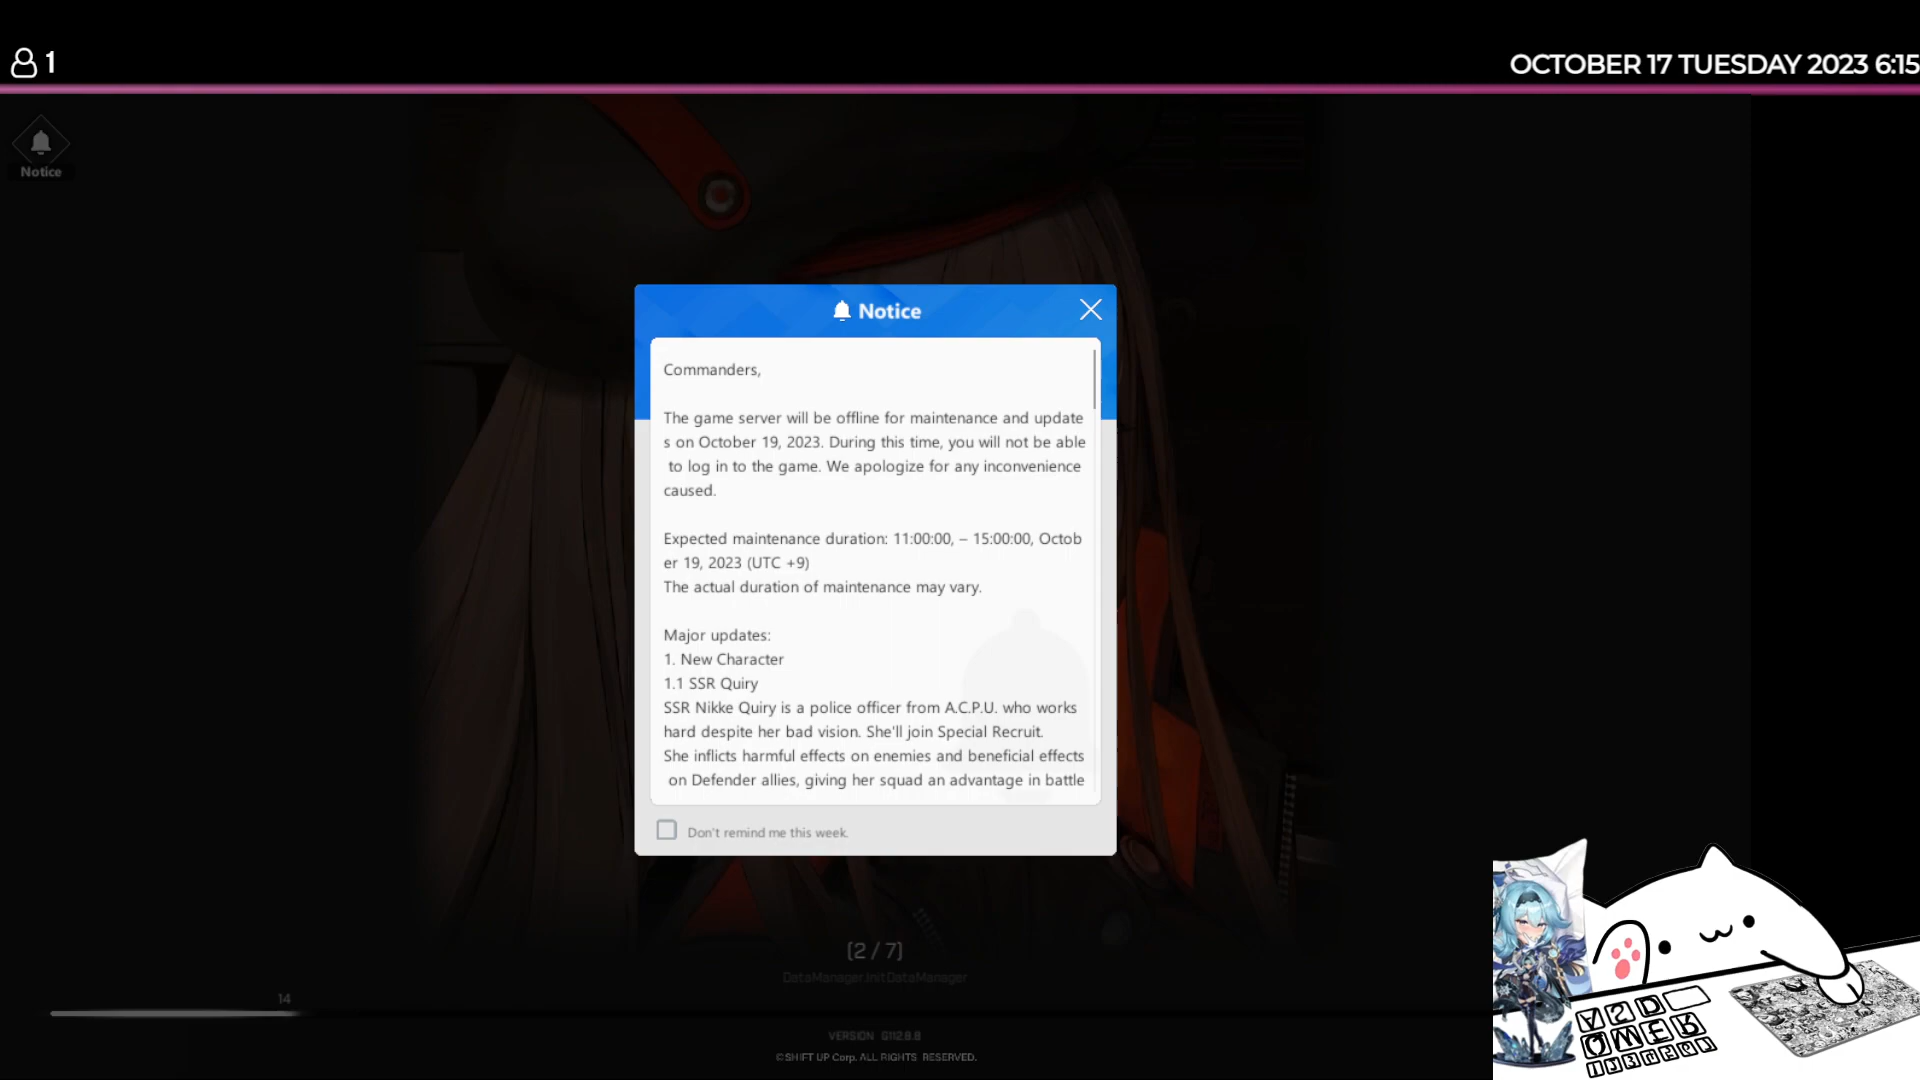 1
OCTOBER 17 TUESDAY 2023 6:15
Notice
Notice
Commanders,
The game server will be offline for maintenance and update
s on October 19, 2023. During this time, you will not be able
to log in to the game. We apologize for any inconvenience
caused.
Expected maintenance duration: 11:00:00, – 15:00:00, Octob
er 19, 2023 (UTC +9)
The actual duration of maintenance may vary.
Major updates:
1. New Character
1.1 SSR Quiry
SSR Nikke Quiry is a police officer from A.C.P.U. who works
hard despite her bad vision. She'll join Special Recruit.
She inflicts harmful effects on enemies and beneficial effects
on Defender allies, giving her squad an advantage in battle
Don't remind me this week.
(2 / 7)
DataManager.InitDataManager
14
VERSION
©SHIFT UP Corp. ALL RIGHTS RESERVED.